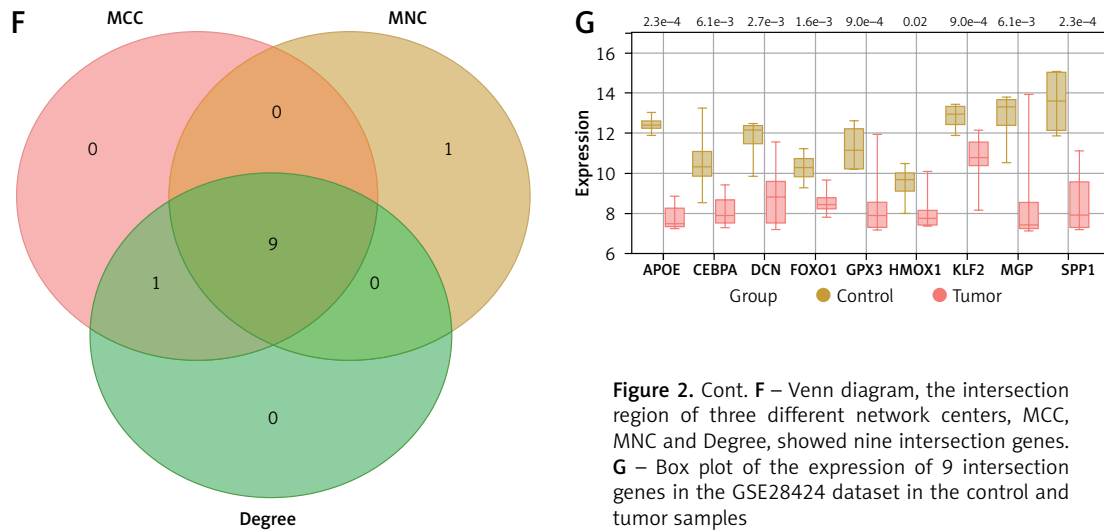 F
MCC
MNC
0
0
1
9
1
0
0
Degree
G
2.3e–4 6.1e–3 2.7e–3 1.6e–3 9.0e–4 0.02 9.0e–4 6.1e–3 2.3e–4
Expression
16
14
12
10
8
6
APOE CEBPA DCN FOXO1 GPX3 HMOX1 KLF2 MGP SPP1
Group Control Tumor
Figure 2. Cont. F – Venn diagram, the intersection
region of three different network centers, MCC,
MNC and Degree, showed nine intersection genes.
G – Box plot of the expression of 9 intersection
genes in the GSE28424 dataset in the control and
tumor samples